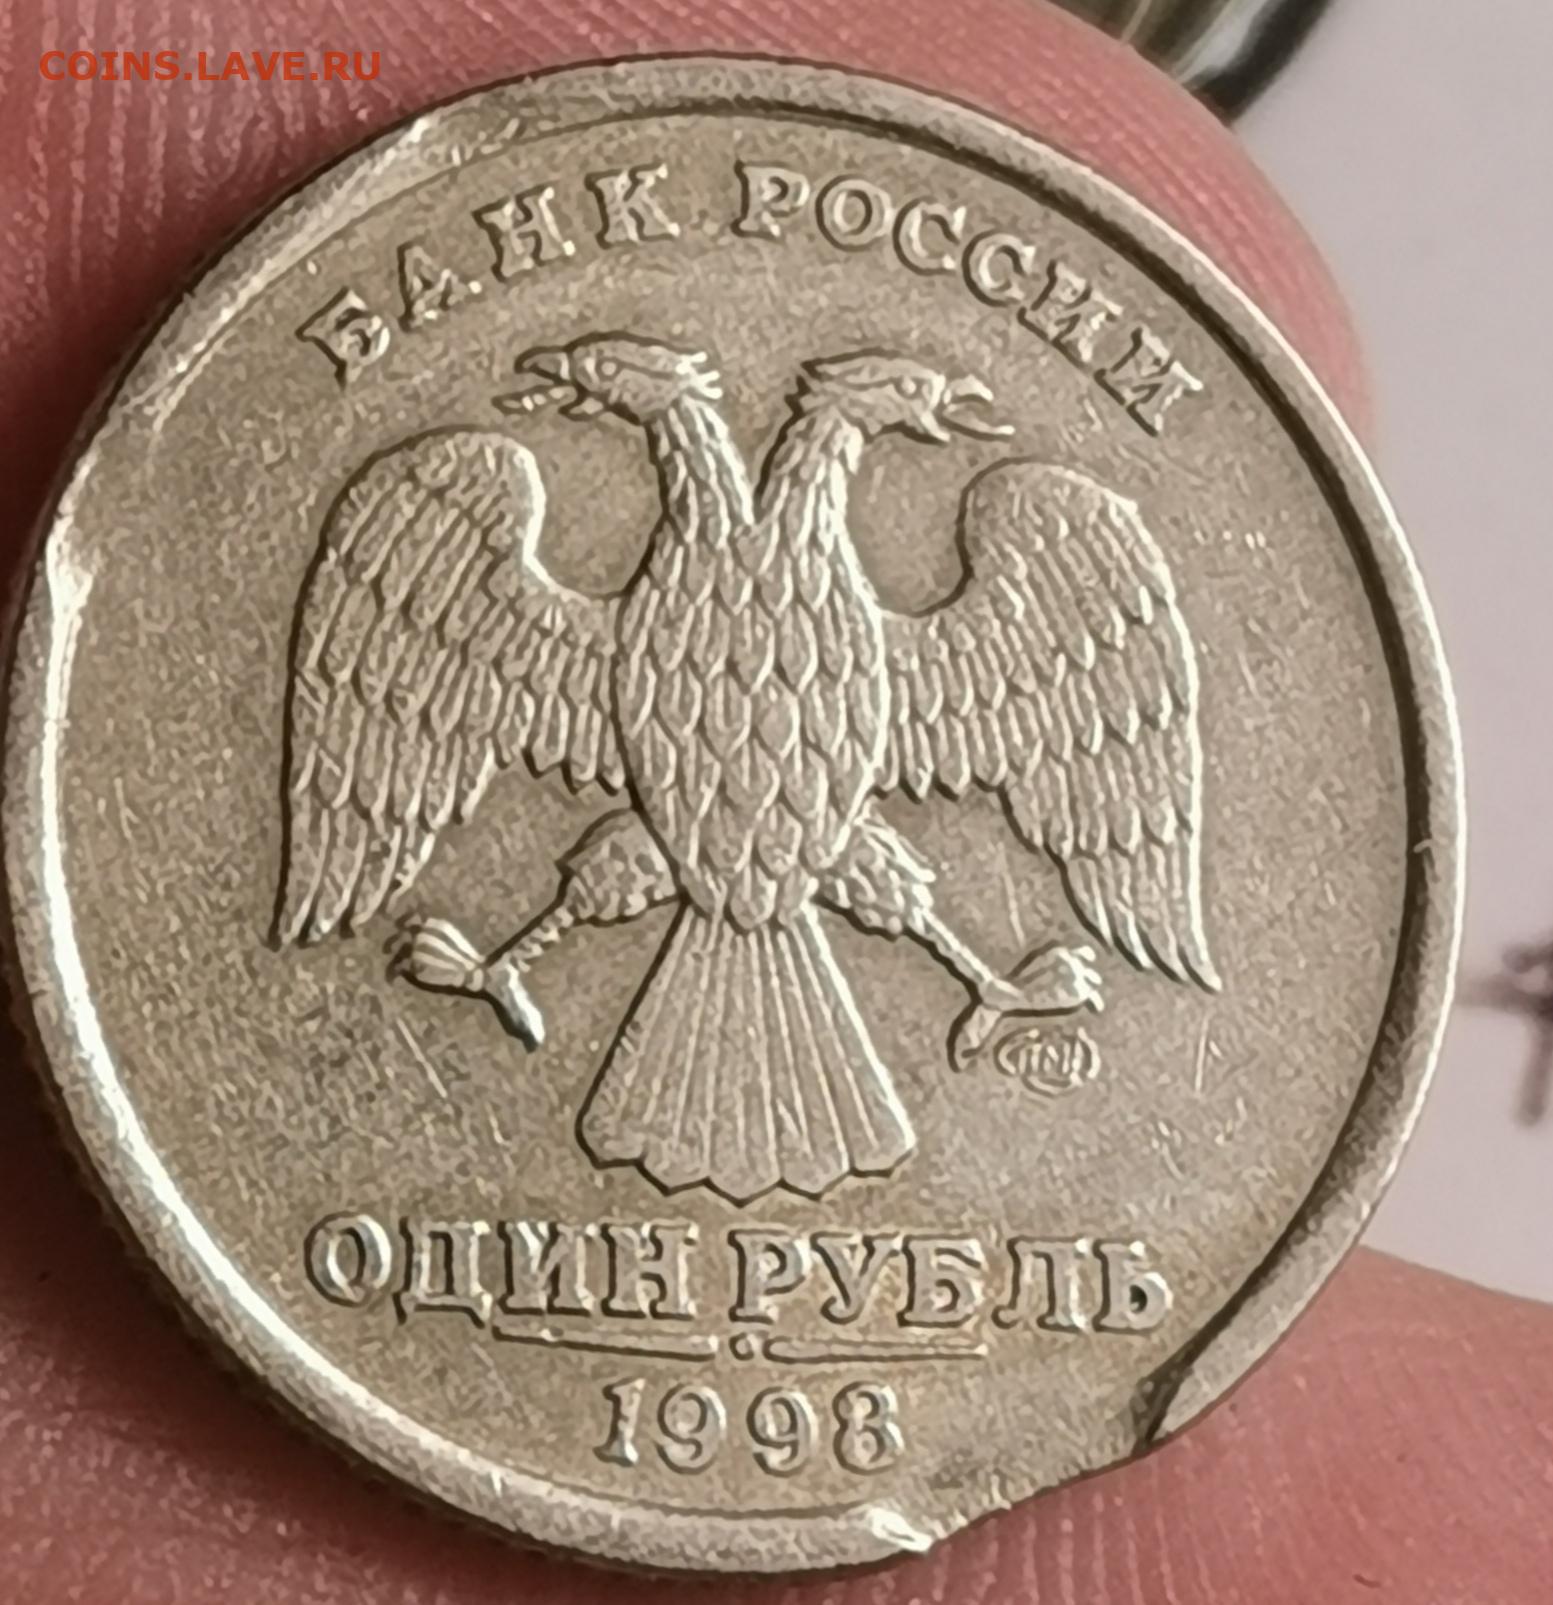 COINS.LAVE.RU
БАНК РОССИИ
ОДИН РУБЛЬ
1998